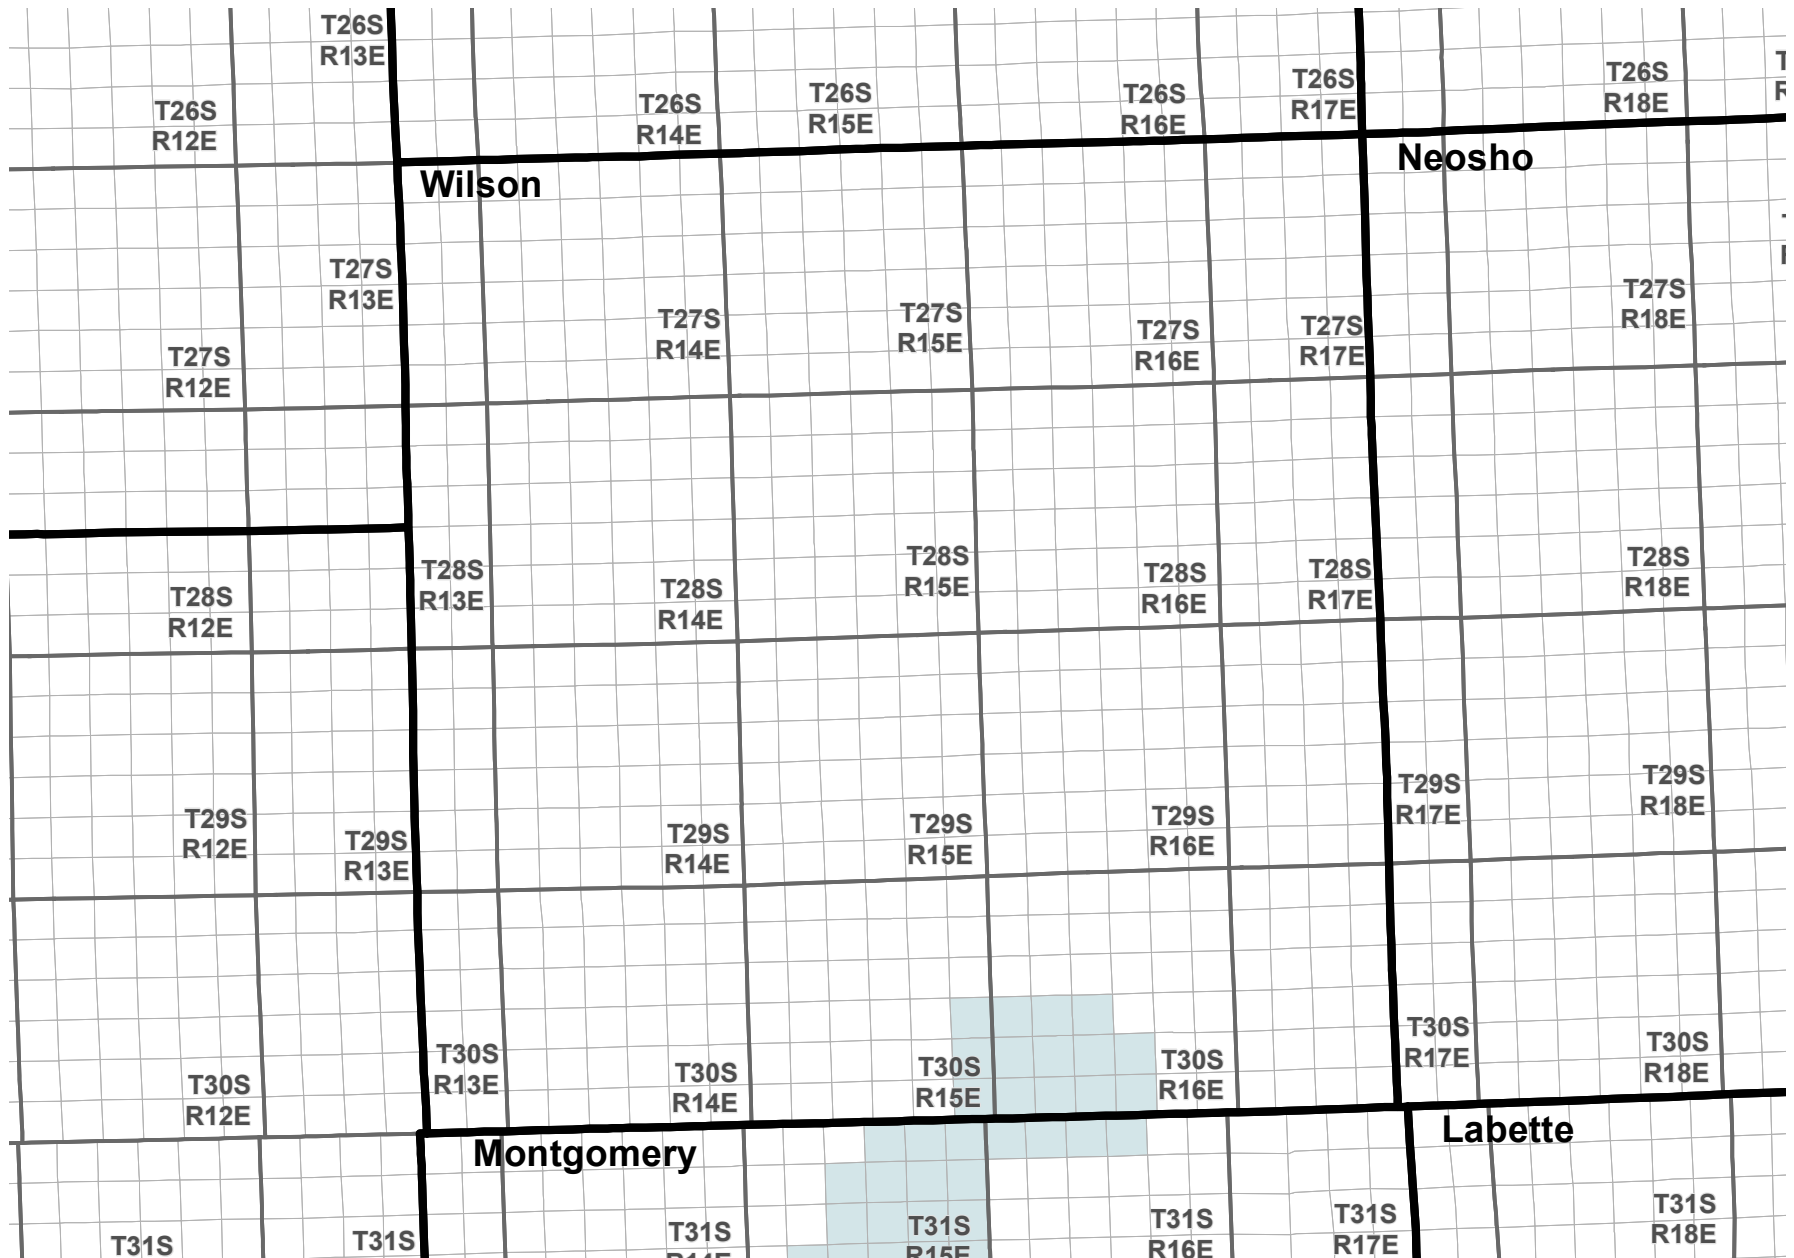 T26S
R13E
T26S
R12E
T26S
R14E
T26S
R15E
T26S
R16E
T26S
R17E
T26S
R18E
Wilson
Neosho
T27S
R13E
T27S
R12E
T27S
R14E
T27S
R15E
T27S
R16E
T27S
R17E
T27S
R18E
T28S
R12E
T28S
R13E
T28S
R14E
T28S
R15E
T28S
R16E
T28S
R17E
T28S
R18E
T29S
R12E
T29S
R13E
T29S
R14E
T29S
R15E
T29S
R16E
T29S
R17E
T29S
R18E
T30S
R12E
T30S
R13E
T30S
R14E
T30S
R15E
T30S
R16E
T30S
R17E
T30S
R18E
Montgomery
Labette
T31S
T31S
T31S
R14E
T31S
R15E
T31S
R16E
T31S
R17E
T31S
R18E